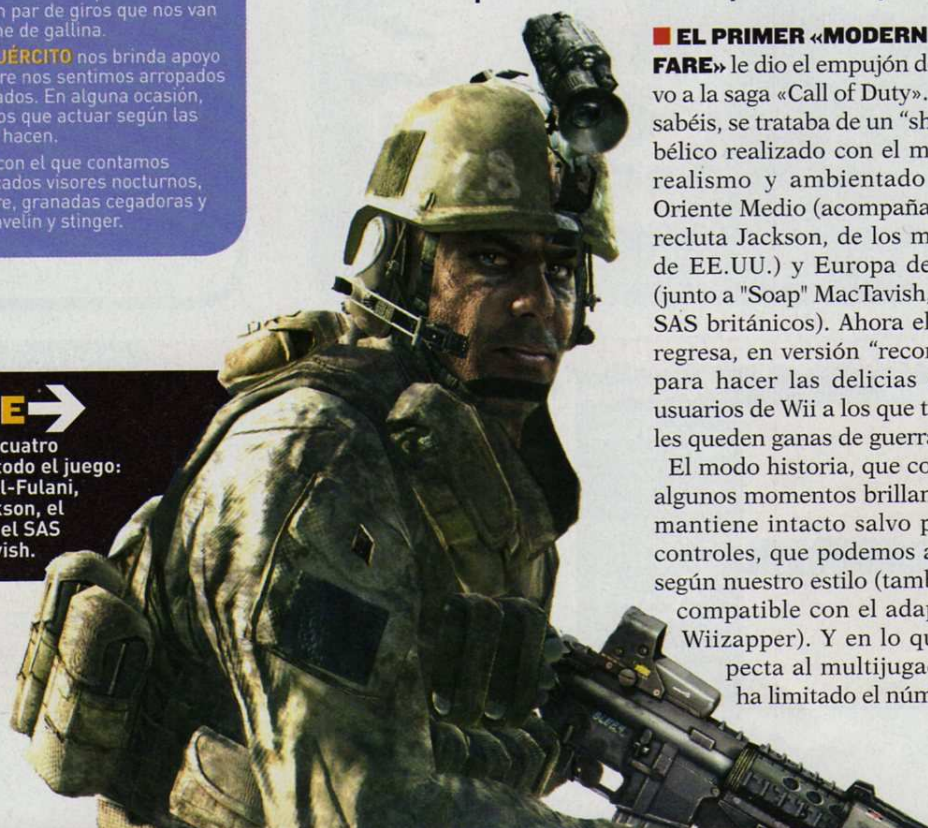 n par de giros que nos van
ne de gallina.
UÉRCITO nos brinda apoyo
re nos sentimos arropados
ados. En alguna ocasión,
os que actuar según las
hacen.
con el que contamos
cados visores nocturnos,
re, granadas cegadoras y
avelin y stinger.
E
cuatro
todo el juego:
l-Fulani,
kson, el
el SAS
vish.
EL PRIMER «MODERN
FARE» le dio el empujón d
vo a la saga «Call of Duty».
sabéis, se trataba de un “sh
bélico realizado con el m
realismo y ambientado
Oriente Medio (acompaña
recluta Jackson, de los m
de EE.UU.) y Europa de
(junto a "Soap" MacTavish,
SAS británicos). Ahora el
regresa, en versión “recor
para hacer las delicias
usuarios de Wii a los que t
les queden ganas de guerra
El modo historia, que co
algunos momentos brillan
mantiene intacto salvo p
controles, que podemos a
según nuestro estilo (tamb
compatible con el adap
Wiizapper). Y en lo qu
pecta al multijugad
ha limitado el núm